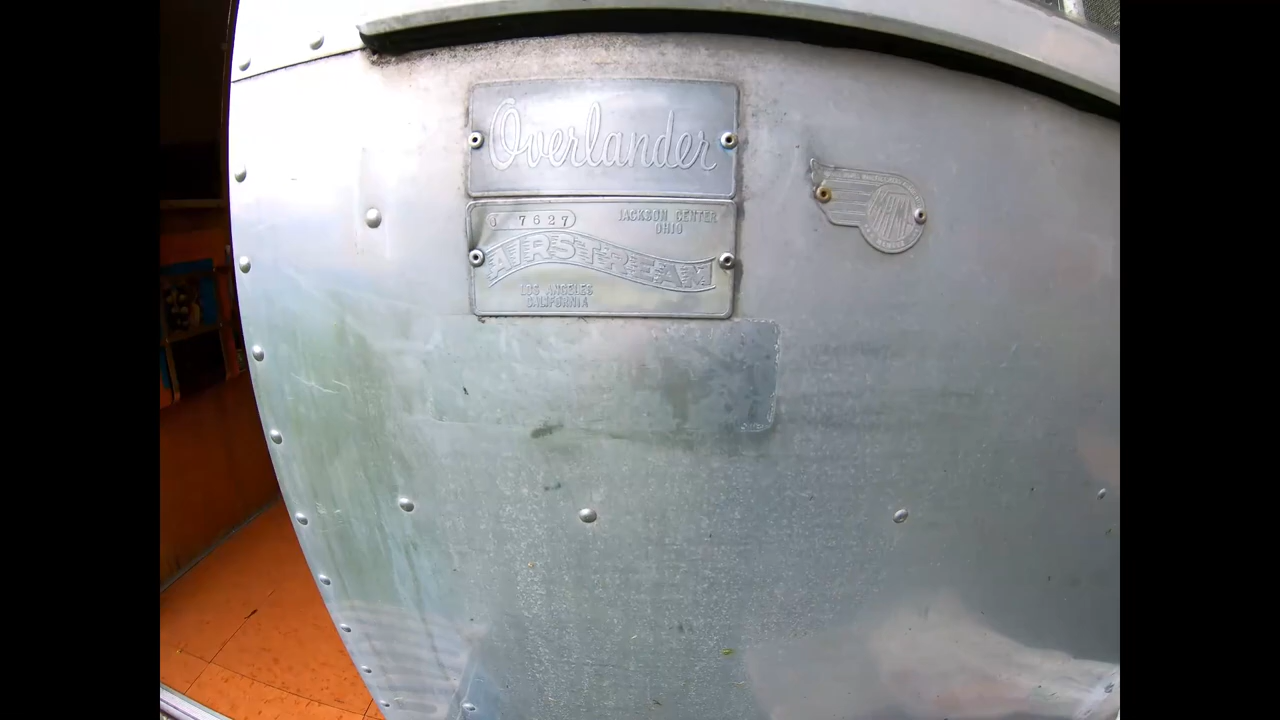 Overlander
J 7627
JACKSON CENTER
OHIO
AIRSTREAM
LOS ANGELES
CALIFORNIA